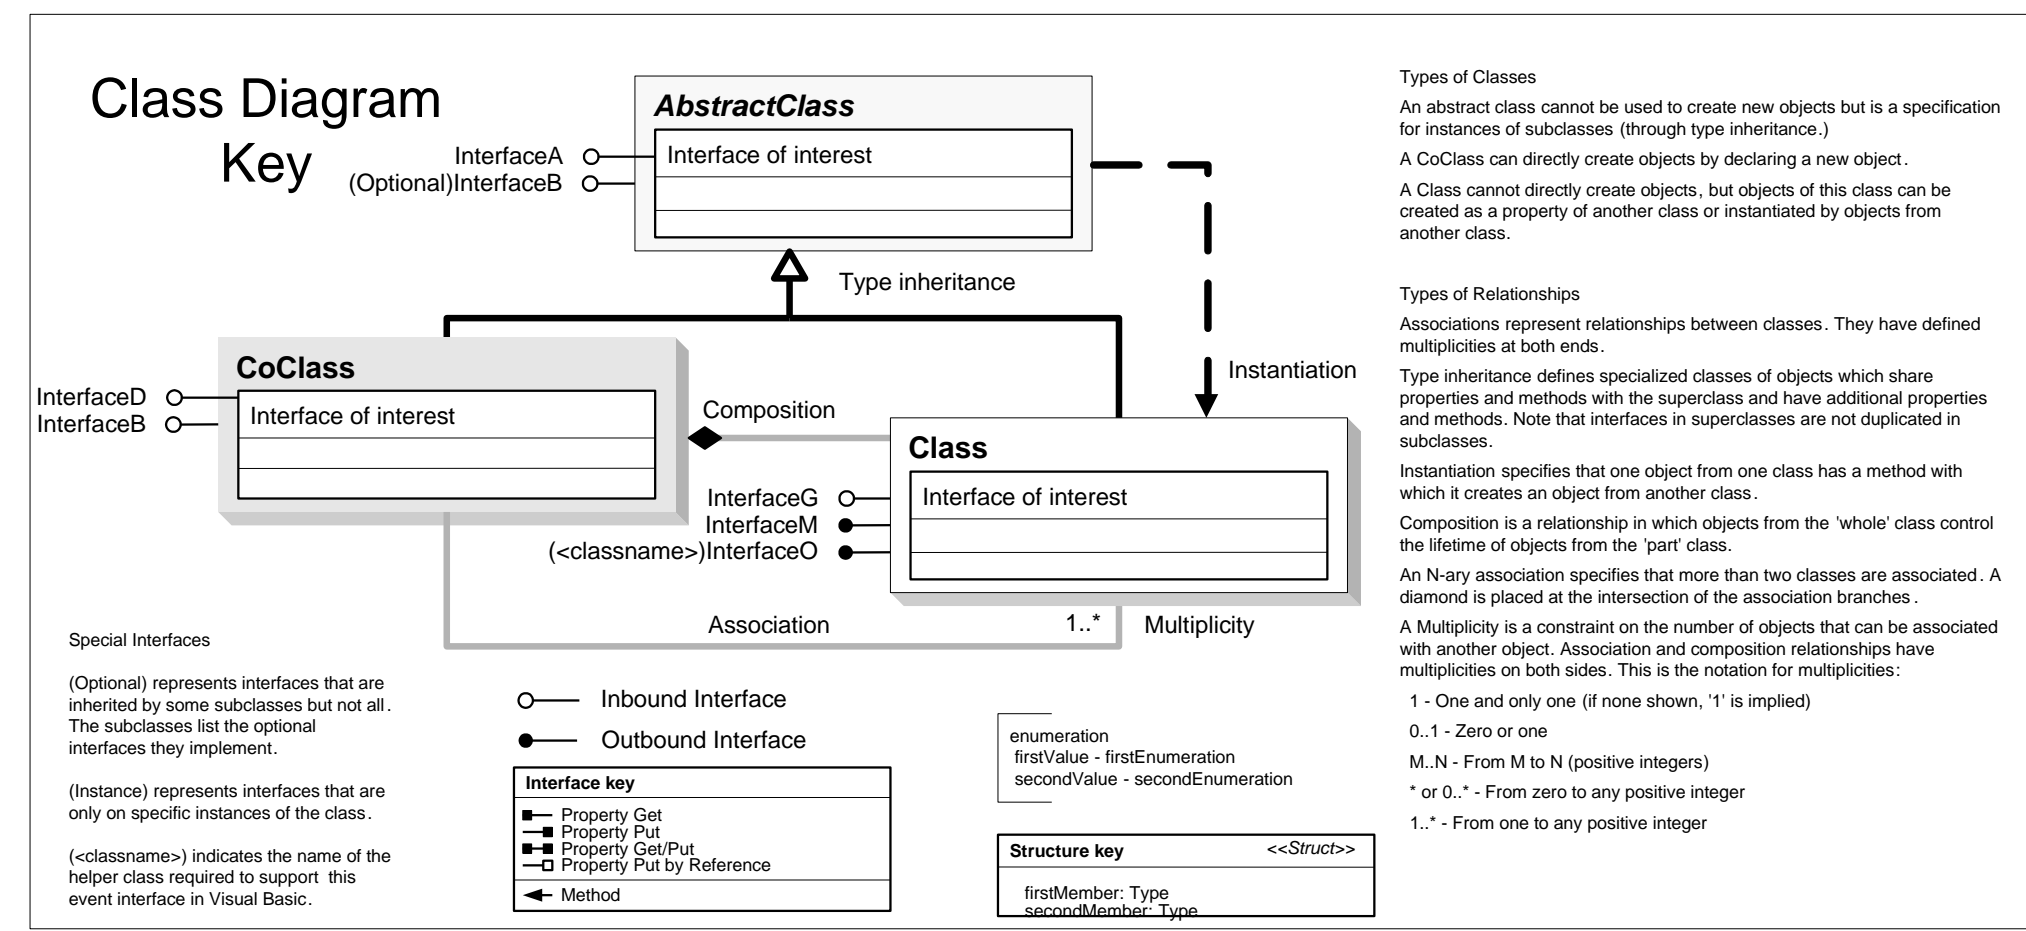 Class Diagram
Key
AbstractClass
Interface of interest
InterfaceA
(Optional)InterfaceB
Type inheritance
CoClass
Interface of interest
InterfaceD
InterfaceB
Composition
Instantiation
Class
Interface of interest
InterfaceG
InterfaceM
(<classname>)InterfaceO
Association
1..*
Multiplicity
Special Interfaces
(Optional) represents interfaces that are
inherited by some subclasses but not all.
The subclasses list the optional
interfaces they implement.
(Instance) represents interfaces that are
only on specific instances of the class.
(<classname>) indicates the name of the
helper class required to support this
event interface in Visual Basic.
Inbound Interface
Outbound Interface
Interface key
Property Get
Property Put
Property Get/Put
Property Put by Reference
Method
enumeration
firstValue - firstEnumeration
secondValue - secondEnumeration
Structure key
<<Struct>>
firstMember: Type
secondMember: Type
Types of Classes
An abstract class cannot be used to create new objects but is a specification
for instances of subclasses (through type inheritance.)
A CoClass can directly create objects by declaring a new object.
A Class cannot directly create objects, but objects of this class can be
created as a property of another class or instantiated by objects from
another class.
Types of Relationships
Associations represent relationships between classes. They have defined
multiplicities at both ends.
Type inheritance defines specialized classes of objects which share
properties and methods with the superclass and have additional properties
and methods. Note that interfaces in superclasses are not duplicated in
subclasses.
Instantiation specifies that one object from one class has a method with
which it creates an object from another class.
Composition is a relationship in which objects from the 'whole' class control
the lifetime of objects from the 'part' class.
An N-ary association specifies that more than two classes are associated. A
diamond is placed at the intersection of the association branches.
A Multiplicity is a constraint on the number of objects that can be associated
with another object. Association and composition relationships have
multiplicities on both sides. This is the notation for multiplicities:
1 - One and only one (if none shown, '1' is implied)
0..1 - Zero or one
M..N - From M to N (positive integers)
* or 0..* - From zero to any positive integer
1..* - From one to any positive integer